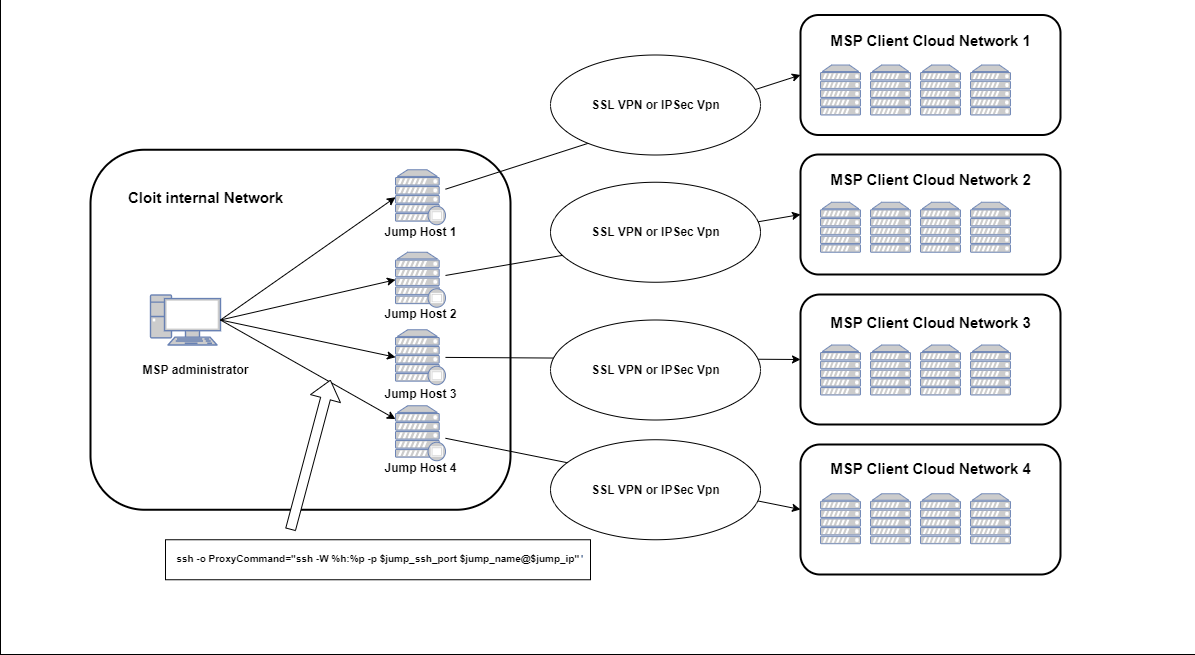 MSP Client Cloud Network 1
SSL VPN or IPSec Vpn
MSP Client Cloud Network 2
Cloit internal Network
Jump Host 1
SSL VPN or IPSec Vpn
Jump Host 2
MSP Client Cloud Network 3
MSP administrator
SSL VPN or IPSec Vpn
Jump Host 3
Jump Host 4
MSP Client Cloud Network 4
SSL VPN or IPSec Vpn
ssh -o ProxyCommand="ssh -W %h:%p -p $jump_ssh_port $jump_name@$jump_ip" '